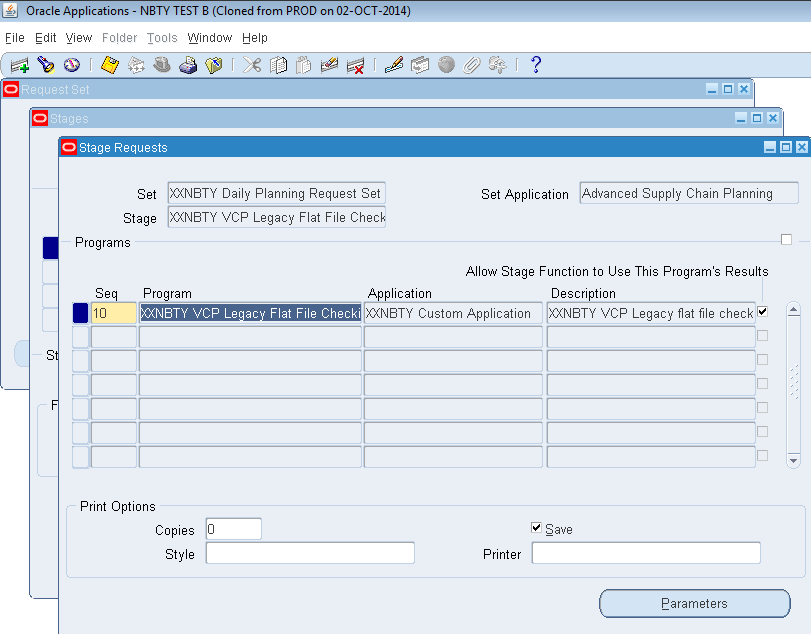 Oracle Applications - NBTY TEST B (Cloned from PROD on 02-OCT-2014)
File Edit View Folder Tools Window Help
?
Request Set
Stages
Stage Requests
Set XXNBTY Daily Planning Request Set Set Application Advanced Supply Chain Planning
Stage XXNBTY VCP Legacy Flat File Check
Programs
Allow Stage Function to Use This Program's Results
Seq Program Application Description
10 XXNBTY VCP Legacy Flat File Checki XXNBTY Custom Application XXNBTY VCP Legacy flat file check
St
F
Print Options
Copies 0 Save
Style Printer
Parameters